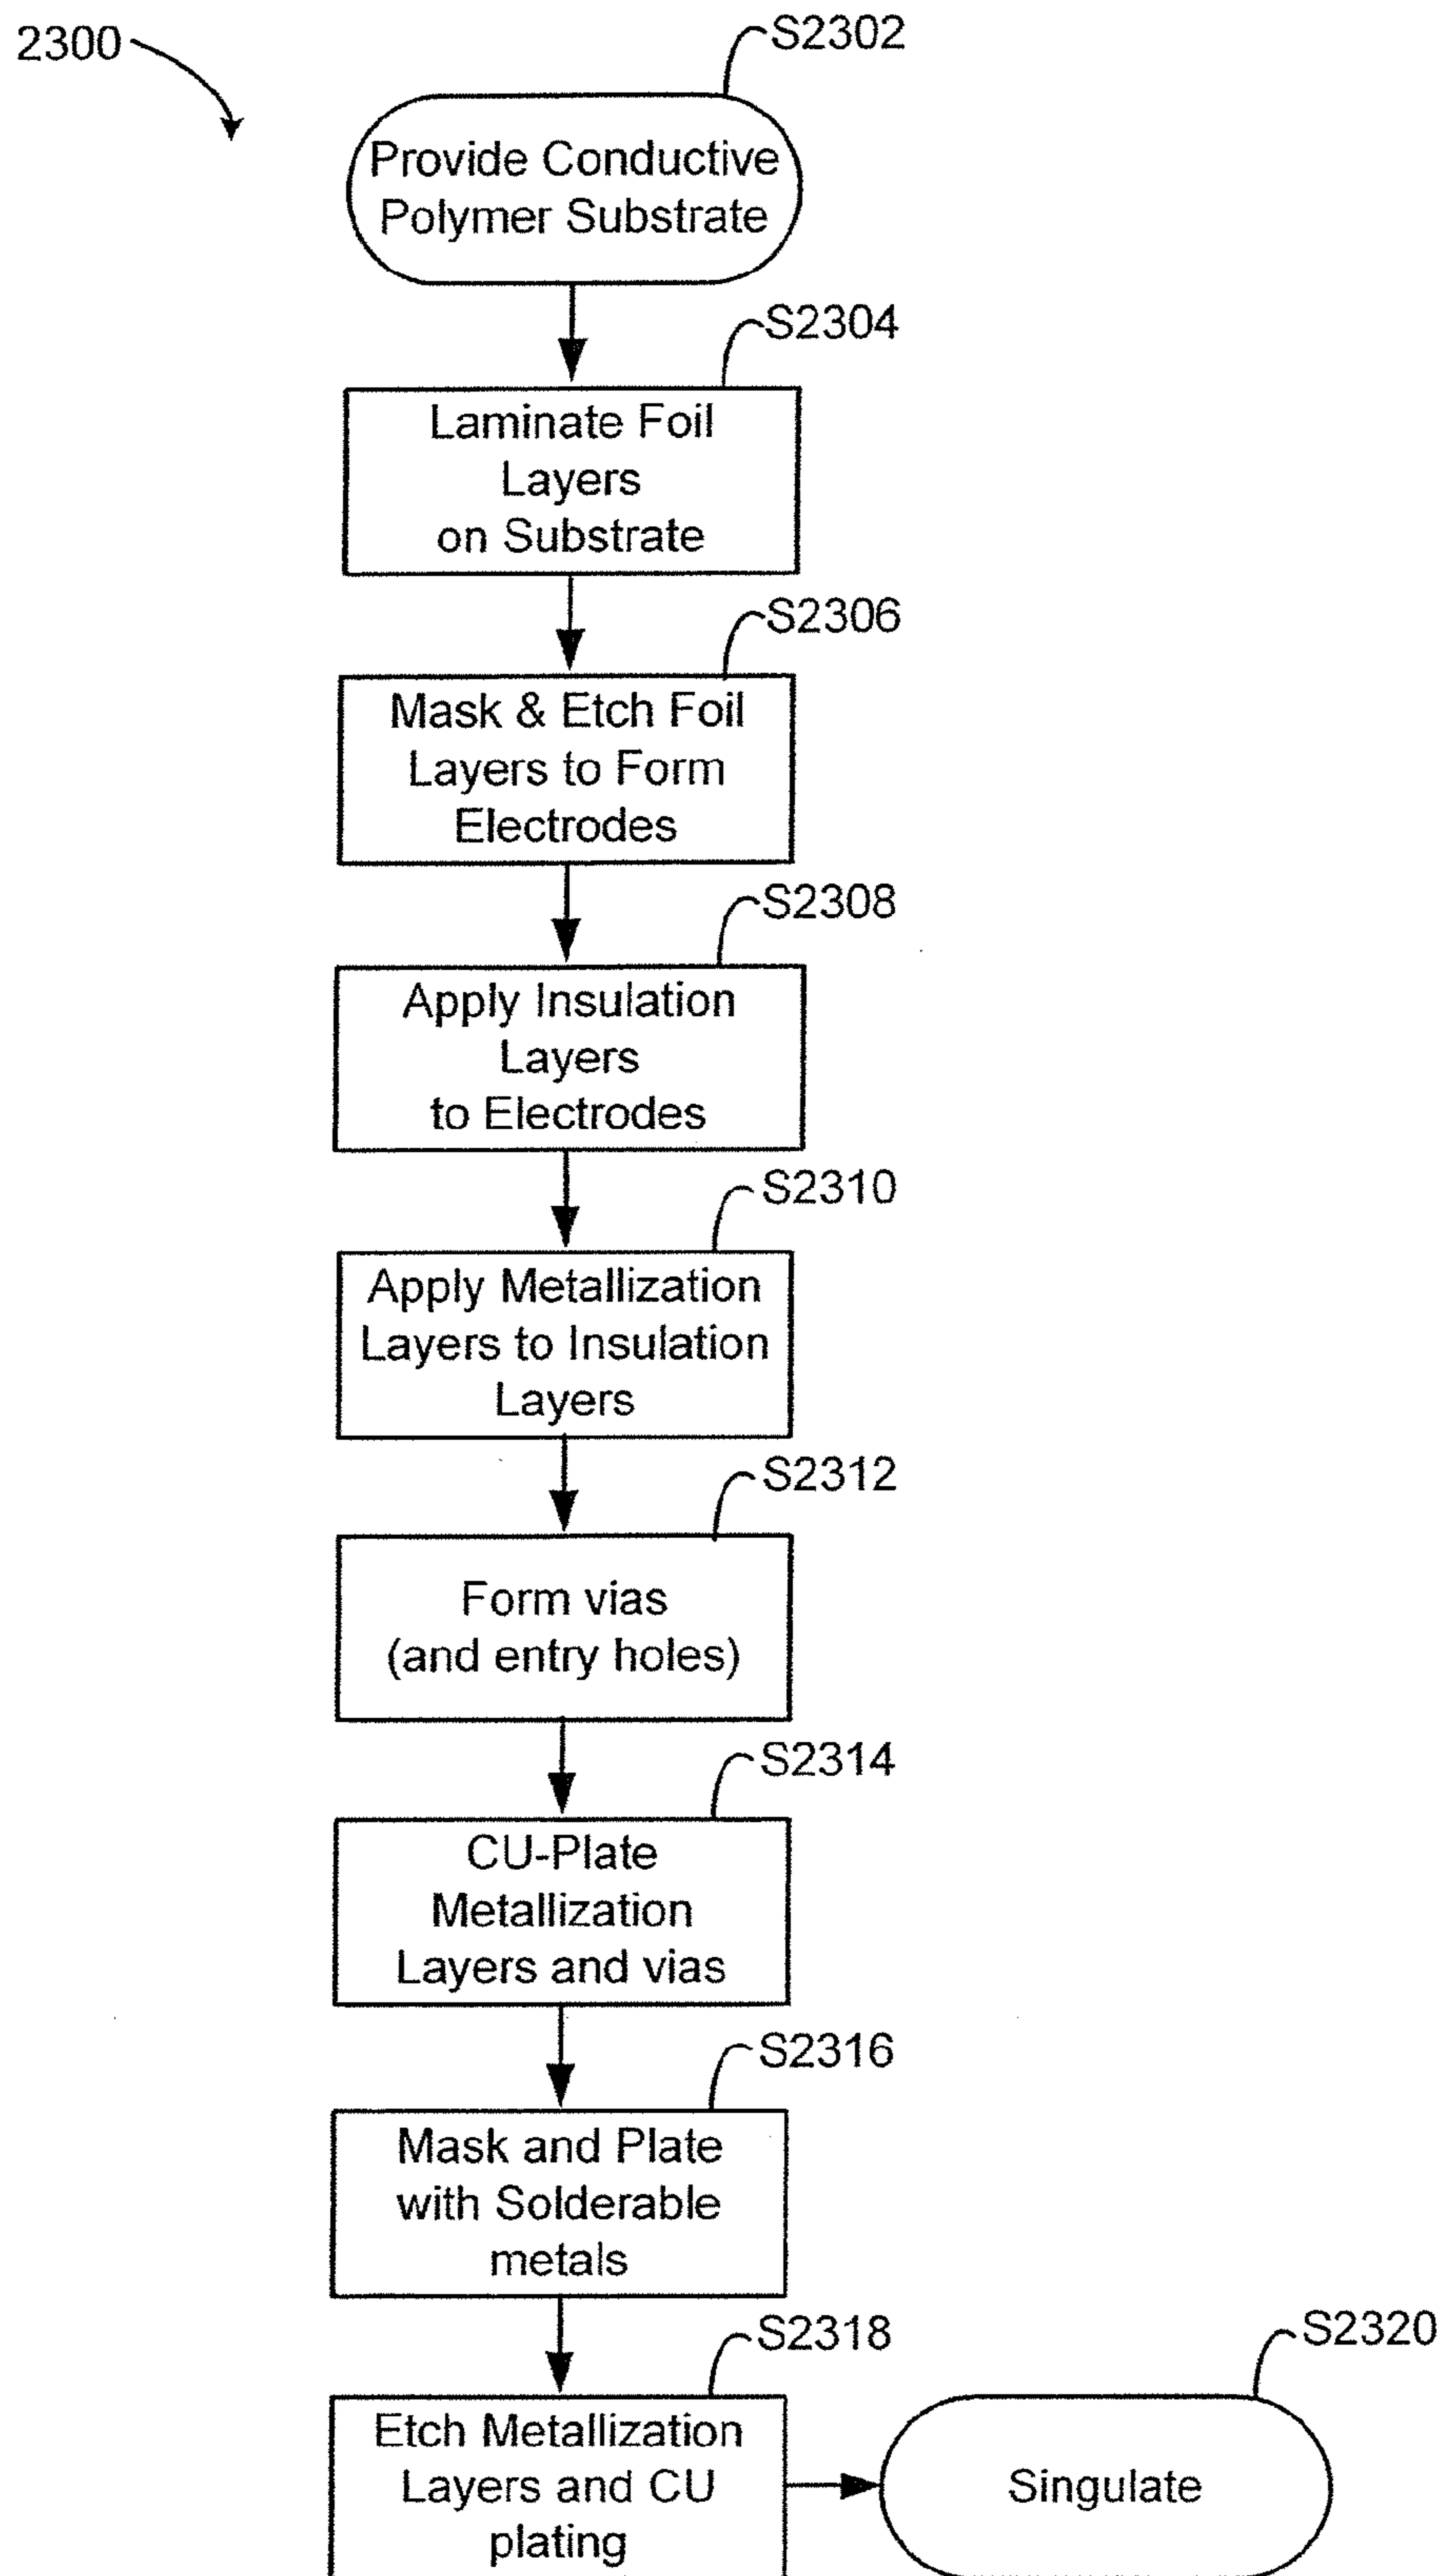 2300
S2302
Provide Conductive
Polymer Substrate
S2304
Laminate Foil
Layers
on Substrate
S2306
Mask & Etch Foil
Layers to Form
Electrodes
S2308
Apply Insulation
Layers
to Electrodes
S2310
Apply Metallization
Layers to Insulation
Layers
S2312
Form vias
(and entry holes)
S2314
CU-Plate
Metallization
Layers and vias
S2316
Mask and Plate
with Solderable
metals
S2318
Etch Metallization
Layers and CU
plating
S2320
Singulate